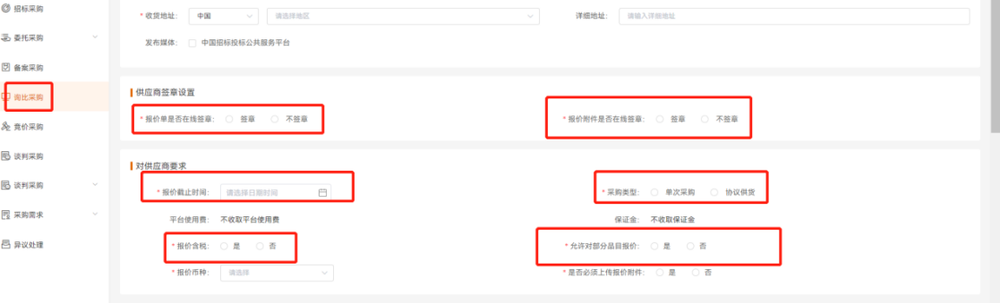 招标采购
委托采购
备案采购
询比采购
竞价采购
谈判采购
谈判采购
采购需求
异议处理
* 收货地址： 中国 请选择地区 详细地址： 请输入详细地址
发布媒体： 中国招标投标公共服务平台
供应商签章设置
* 报价单是否在线签章： 签章 不签章 * 报价附件是否在线签章： 签章 不签章
对供应商要求
* 报价截止时间： 请选择日期时间 * 采购类型： 单次采购 协议供货
平台使用费： 不收取平台使用费 保证金： 不收取保证金
* 报价含税： 是 否 * 允许对部分品目报价： 是 否
* 报价币种： 请选择 * 是否必须上传报价附件： 是 否